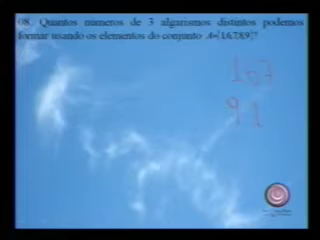 08. Quantos números de 3 algarismos distintos podemos
formar usando os elementos do conjunto A={1,6,7,8,9}?
167
91